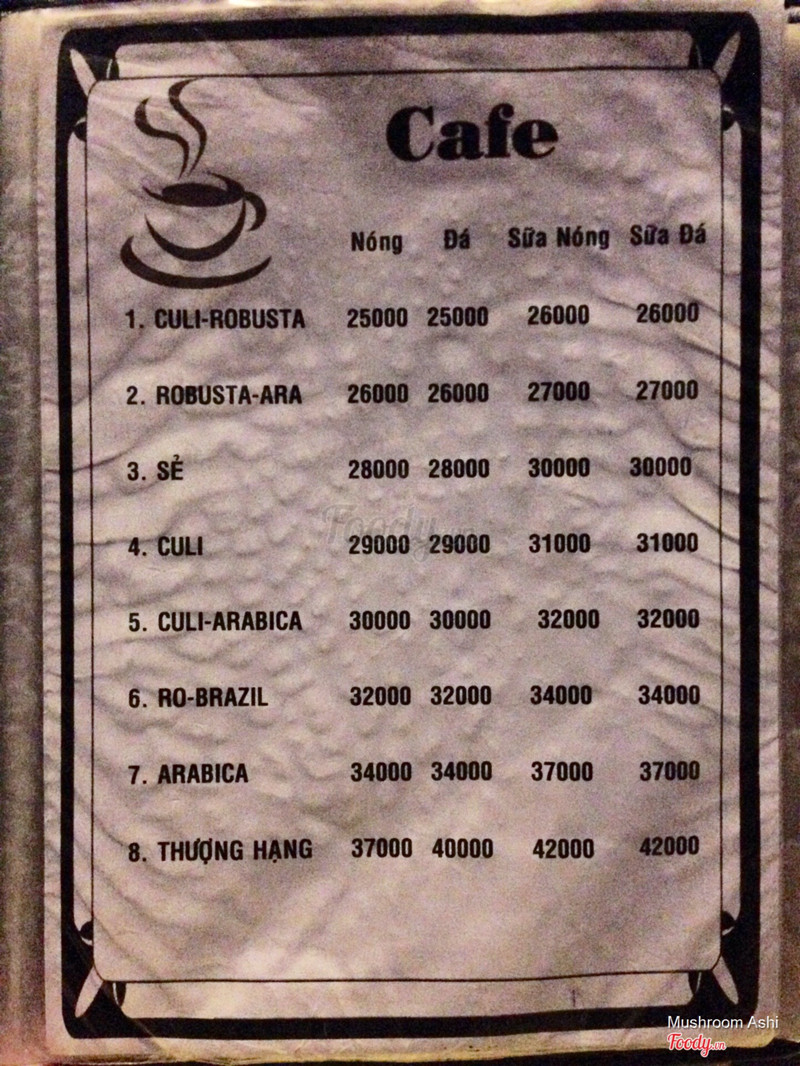 Cafe
Nóng Đá Sữa Nóng Sữa Đá
1. CULI-ROBUSTA 25000 25000 26000 26000
2. ROBUSTA-ARA 26000 26000 27000 27000
3. SẺ 28000 28000 30000 30000
Foody.vn
4. CULI 29000 29000 31000 31000
5. CULI-ARABICA 30000 30000 32000 32000
6. RO-BRAZIL 32000 32000 34000 34000
7. ARABICA 34000 34000 37000 37000
8. THƯỢNG HẠNG 37000 40000 42000 42000
Mushroom Ashi
Foody.vn